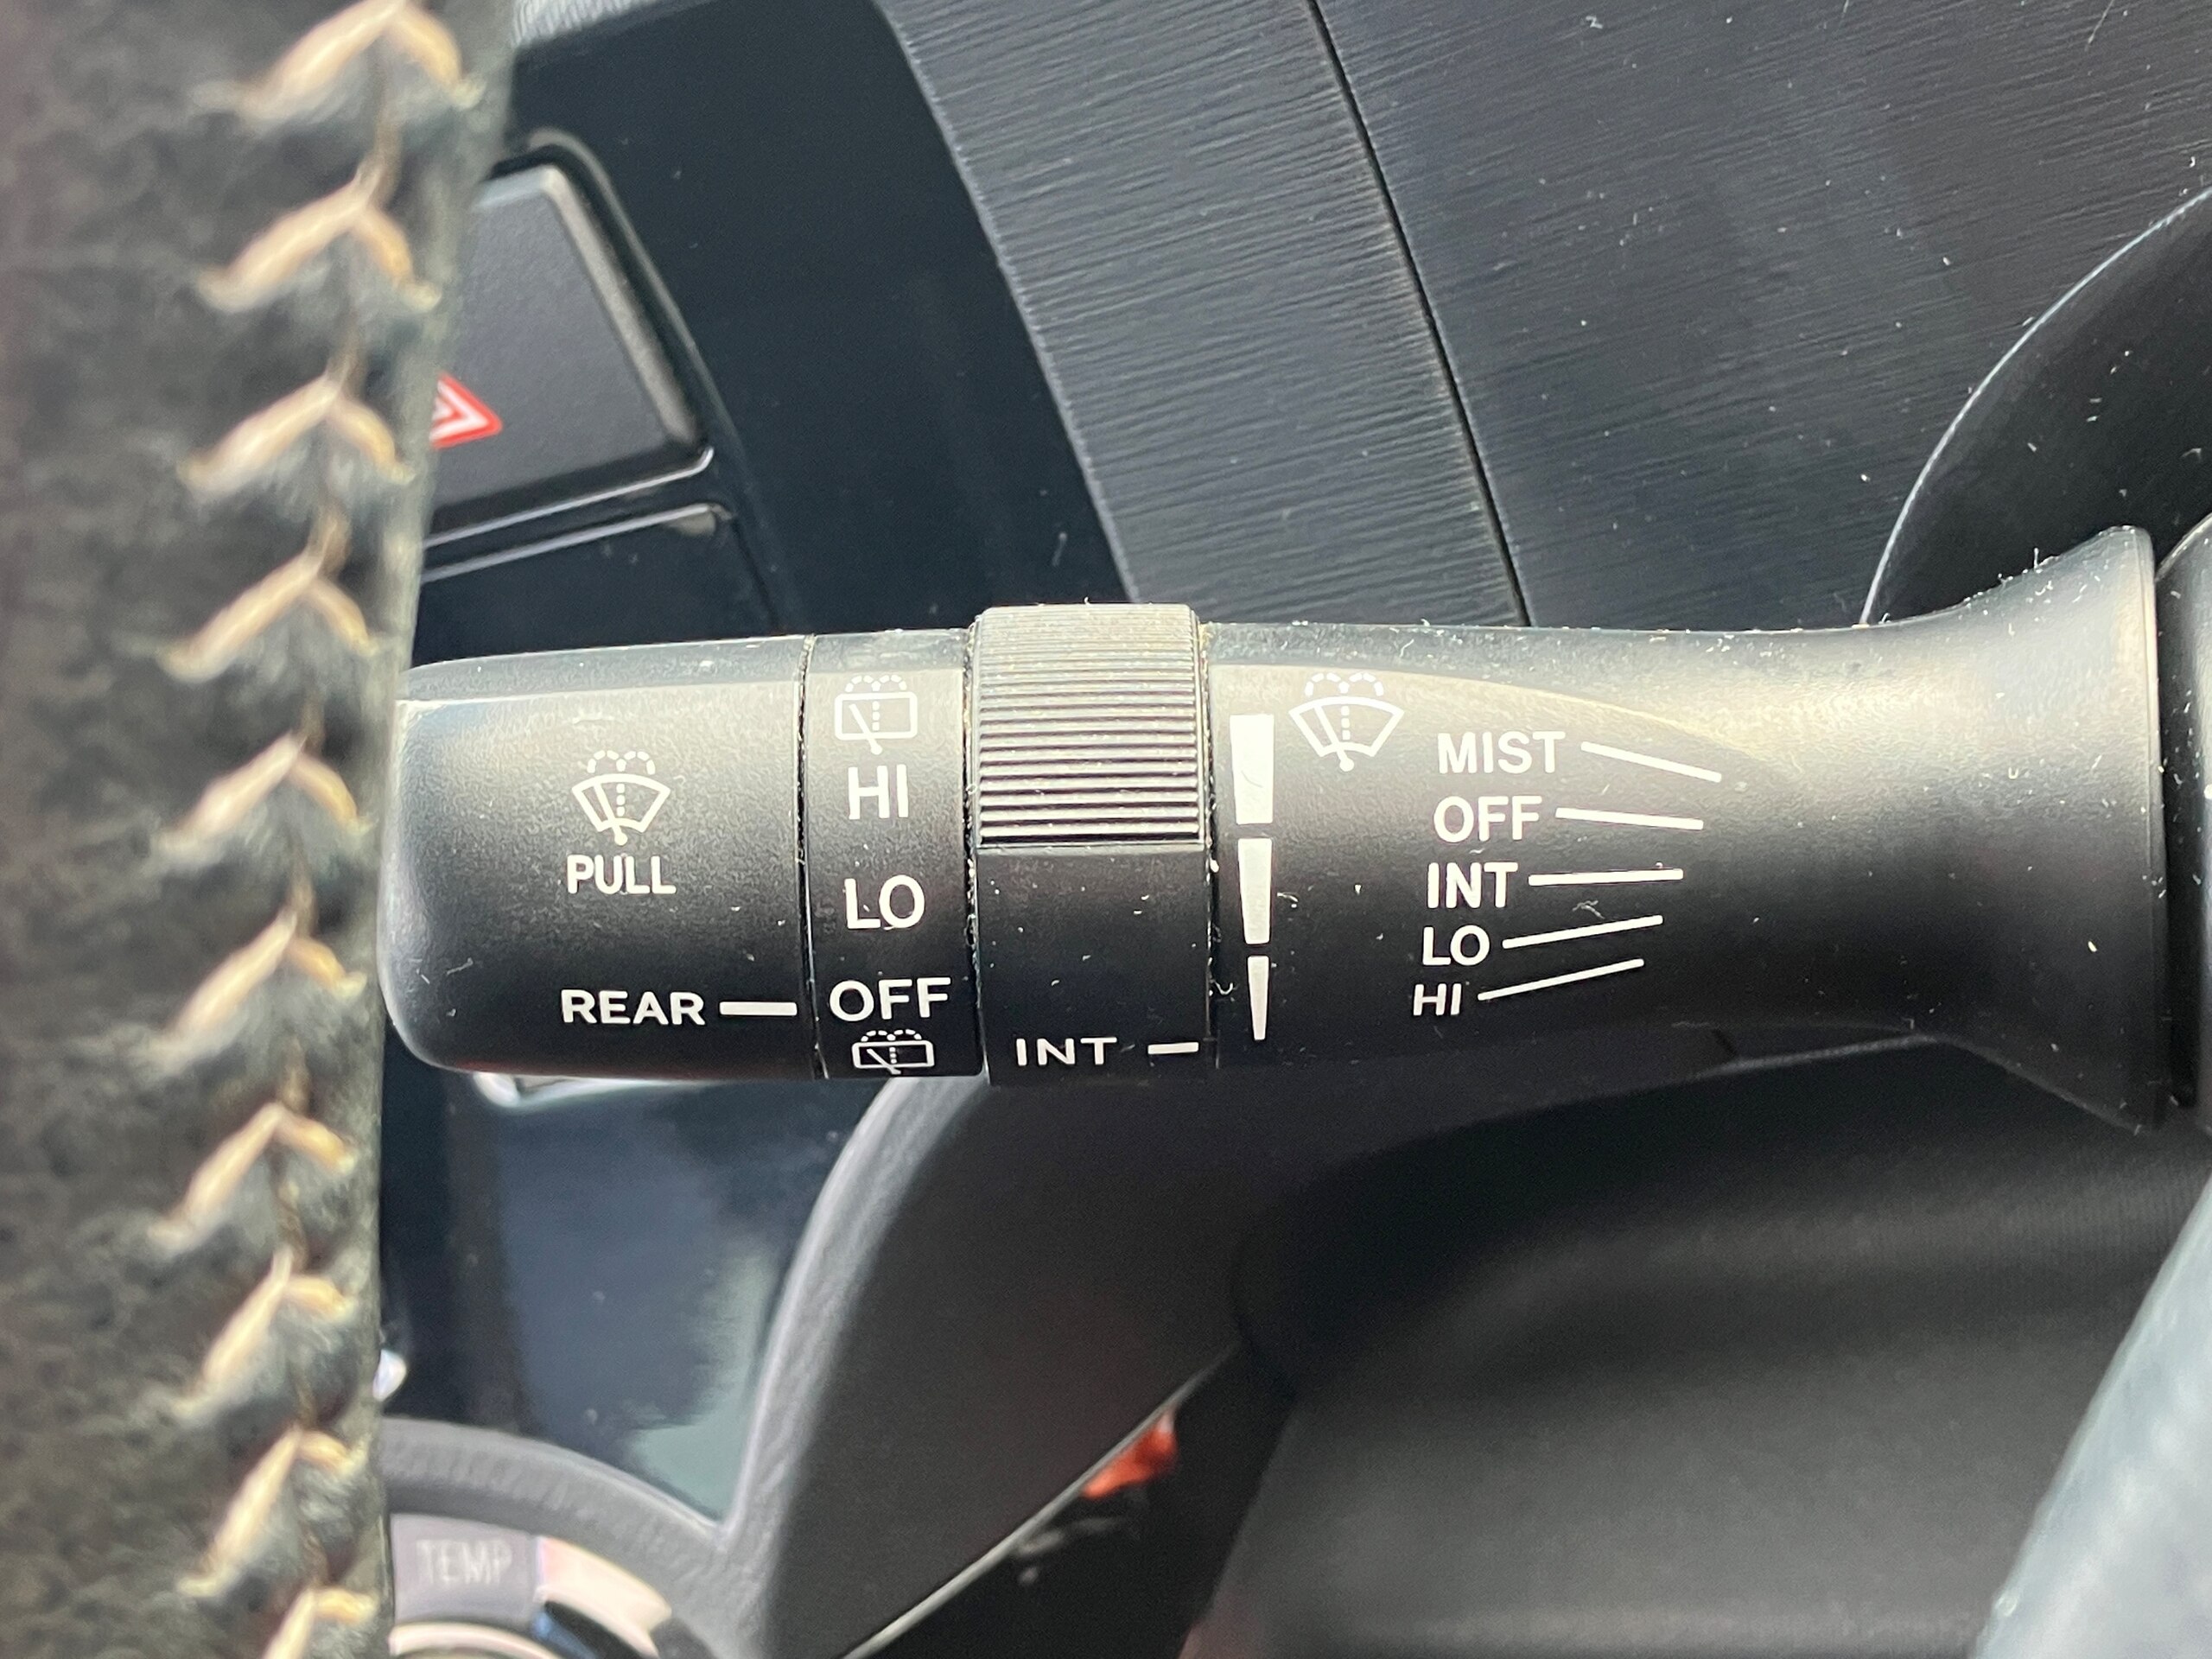 PULL
REAR
HI
LO
OFF
INT
MIST
OFF
INT
LO
HI
TEMP